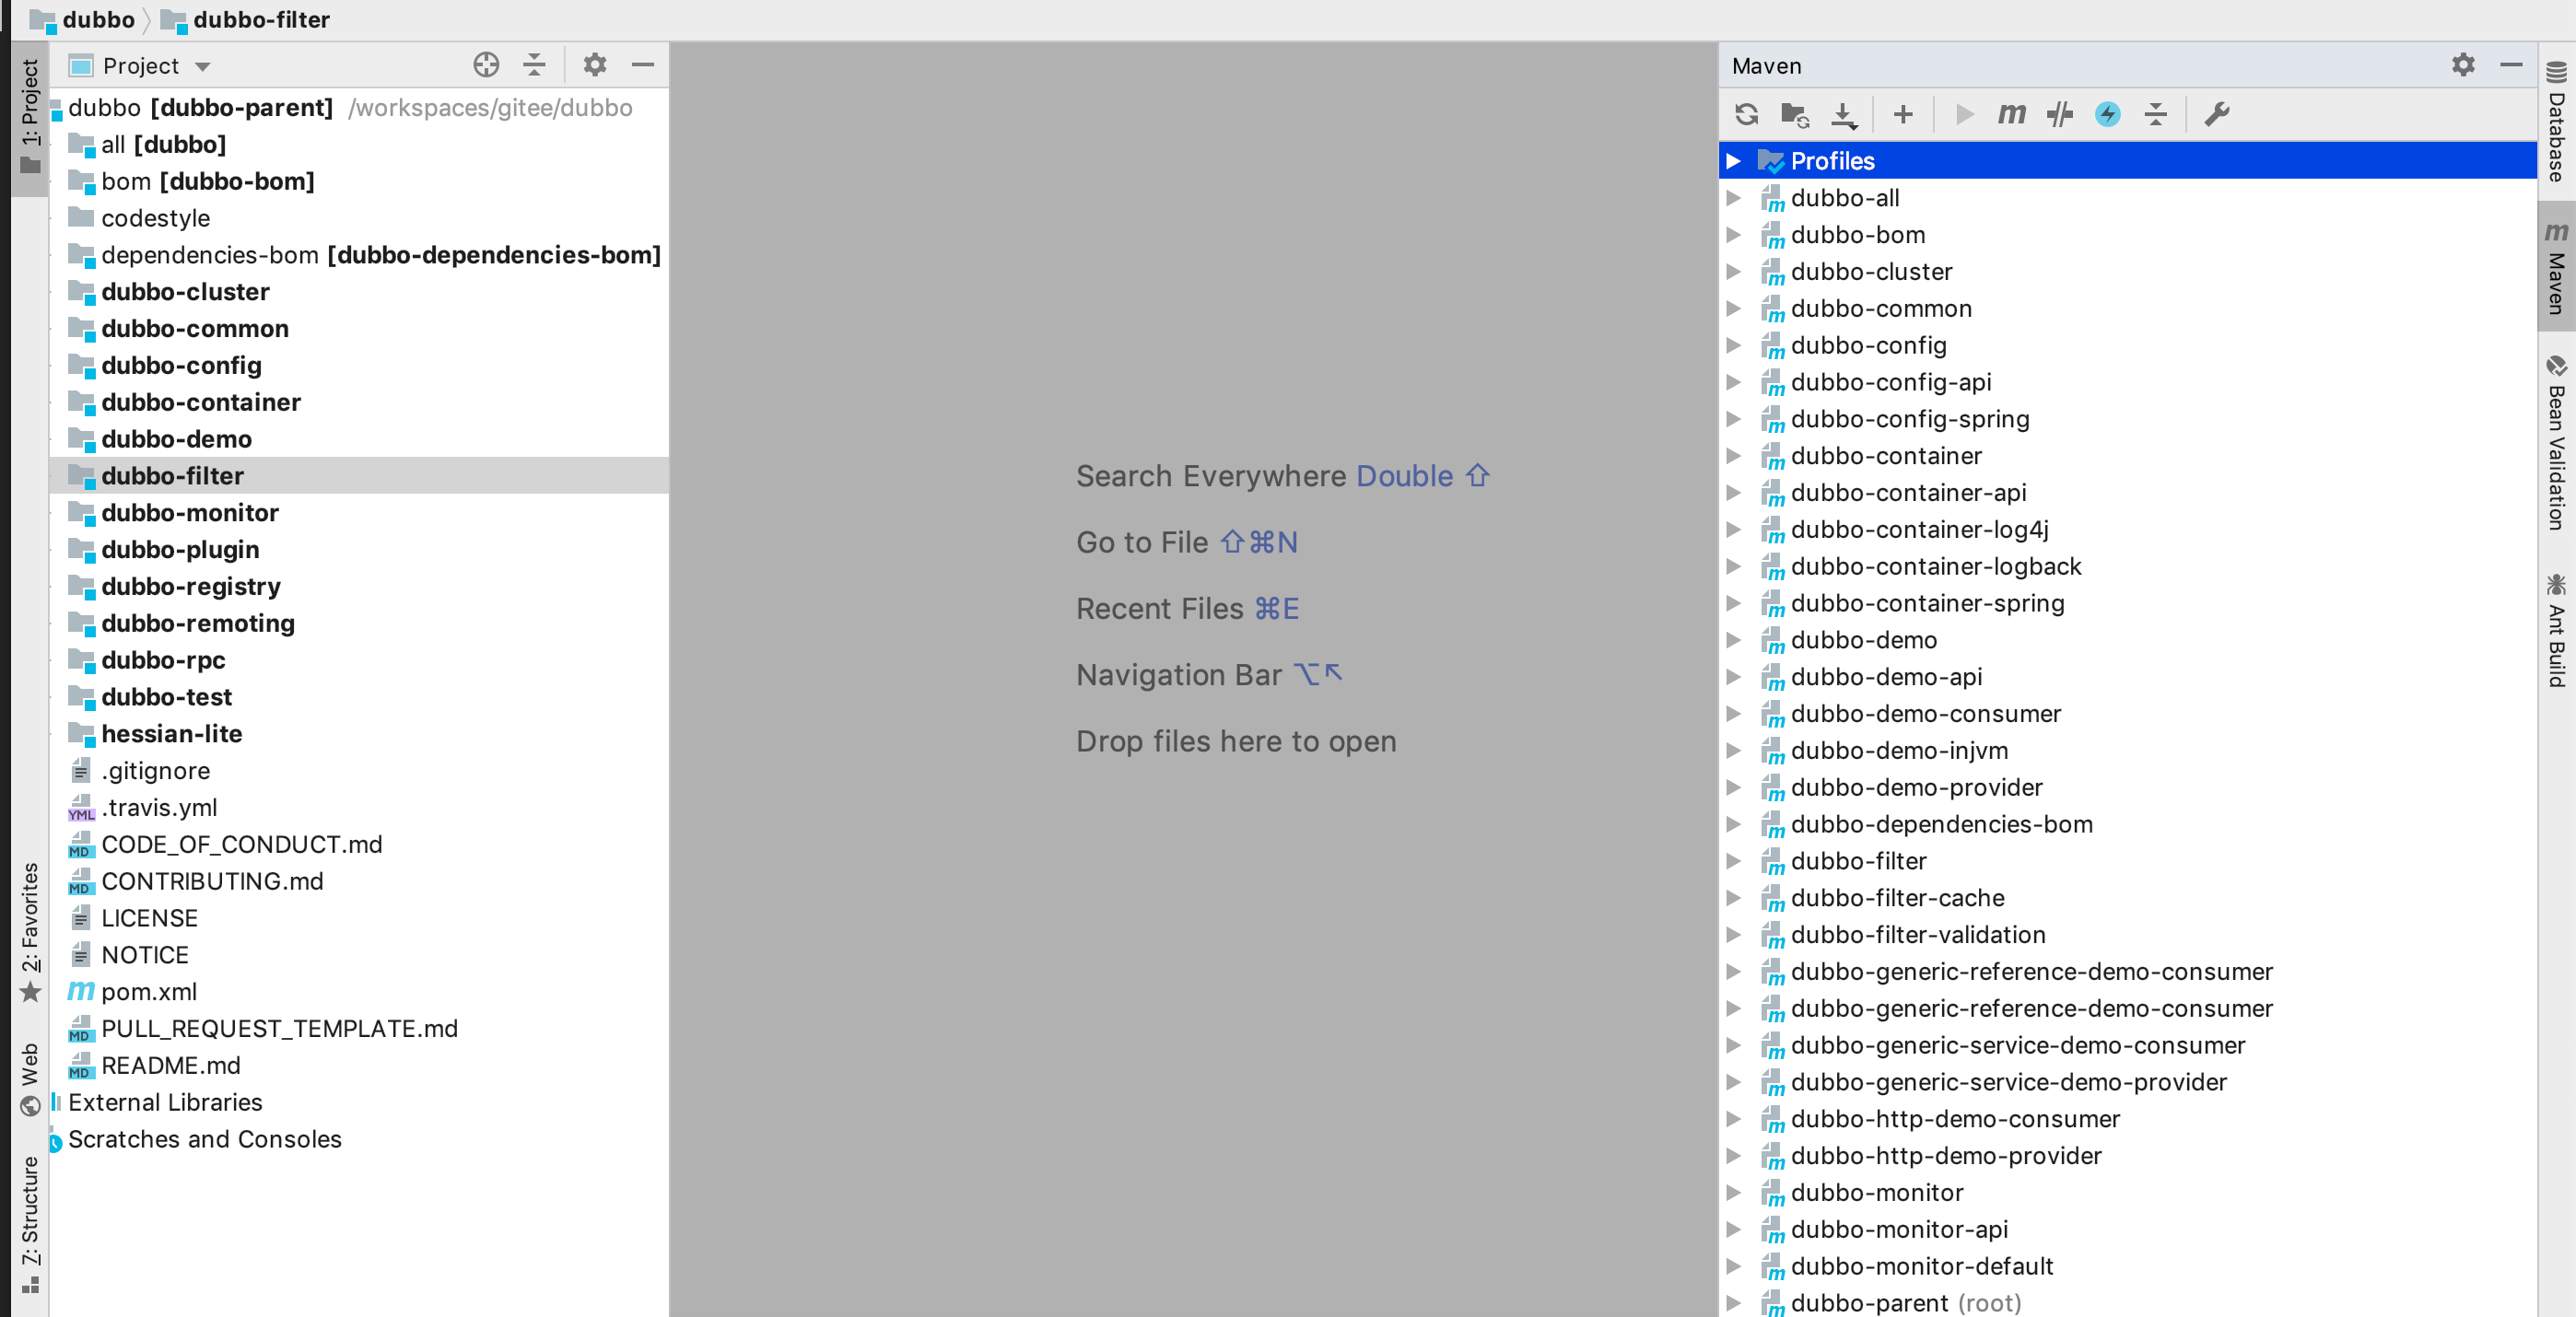 dubbo dubbo-filter
1: Project
2: Favorites
Web
7: Structure
Project
dubbo [dubbo-parent] /workspaces/gitee/dubbo
all [dubbo]
bom [dubbo-bom]
codestyle
dependencies-bom [dubbo-dependencies-bom]
dubbo-cluster
dubbo-common
dubbo-config
dubbo-container
dubbo-demo
dubbo-filter
dubbo-monitor
dubbo-plugin
dubbo-registry
dubbo-remoting
dubbo-rpc
dubbo-test
hessian-lite
.gitignore
.travis.yml
CODE_OF_CONDUCT.md
CONTRIBUTING.md
LICENSE
NOTICE
pom.xml
PULL_REQUEST_TEMPLATE.md
README.md
External Libraries
Scratches and Consoles
Search Everywhere Double ⇧
Go to File ⇧⌘N
Recent Files ⌘E
Navigation Bar ⌥↖
Drop files here to open
Maven
Profiles
dubbo-all
dubbo-bom
dubbo-cluster
dubbo-common
dubbo-config
dubbo-config-api
dubbo-config-spring
dubbo-container
dubbo-container-api
dubbo-container-log4j
dubbo-container-logback
dubbo-container-spring
dubbo-demo
dubbo-demo-api
dubbo-demo-consumer
dubbo-demo-injvm
dubbo-demo-provider
dubbo-dependencies-bom
dubbo-filter
dubbo-filter-cache
dubbo-filter-validation
dubbo-generic-reference-demo-consumer
dubbo-generic-reference-demo-consumer
dubbo-generic-service-demo-consumer
dubbo-generic-service-demo-provider
dubbo-http-demo-consumer
dubbo-http-demo-provider
dubbo-monitor
dubbo-monitor-api
dubbo-monitor-default
dubbo-parent (root)
Database
Maven
Bean Validation
Ant Build